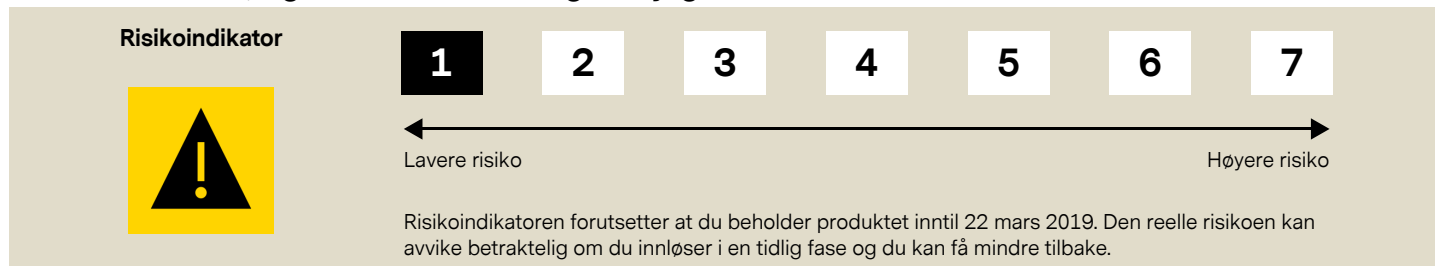 Risikoindikator
1 2 3 4 5 6 7
Lavere risiko Høyere risiko
Risikoindikatoren forutsetter at du beholder produktet inntil 22 mars 2019. Den reelle risikoen kan
avvike betraktelig om du innløser i en tidlig fase og du kan få mindre tilbake.